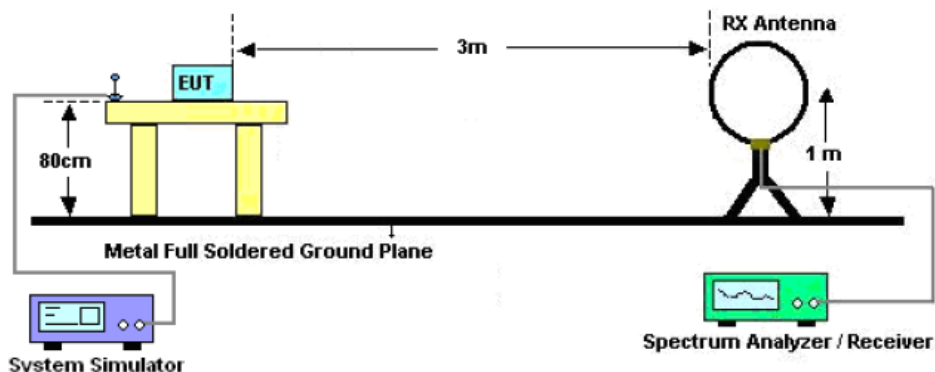 RX Antenna
3m
EUT
80cm
1 m
Metal Full Soldered Ground Plane
System Simulator
Spectrum Analyzer / Receiver